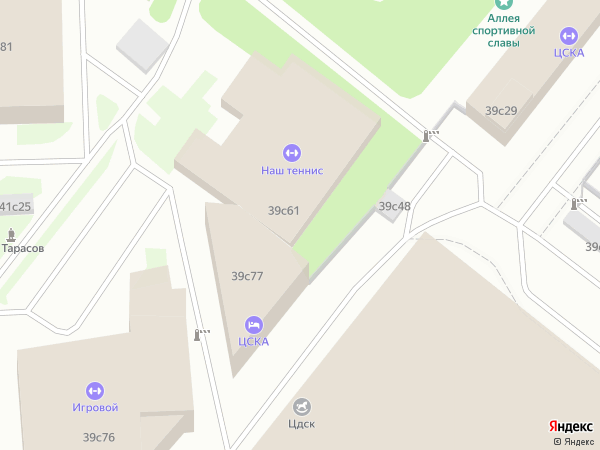 Аллея
спортивной
славы
81
ЦСКА
39с29
Наш теннис
41с25
39с61
39с48
Тарасов
39с
39с77
ЦСКА
Игровой
Цдск
39с76
Яндекс
© Яндекс